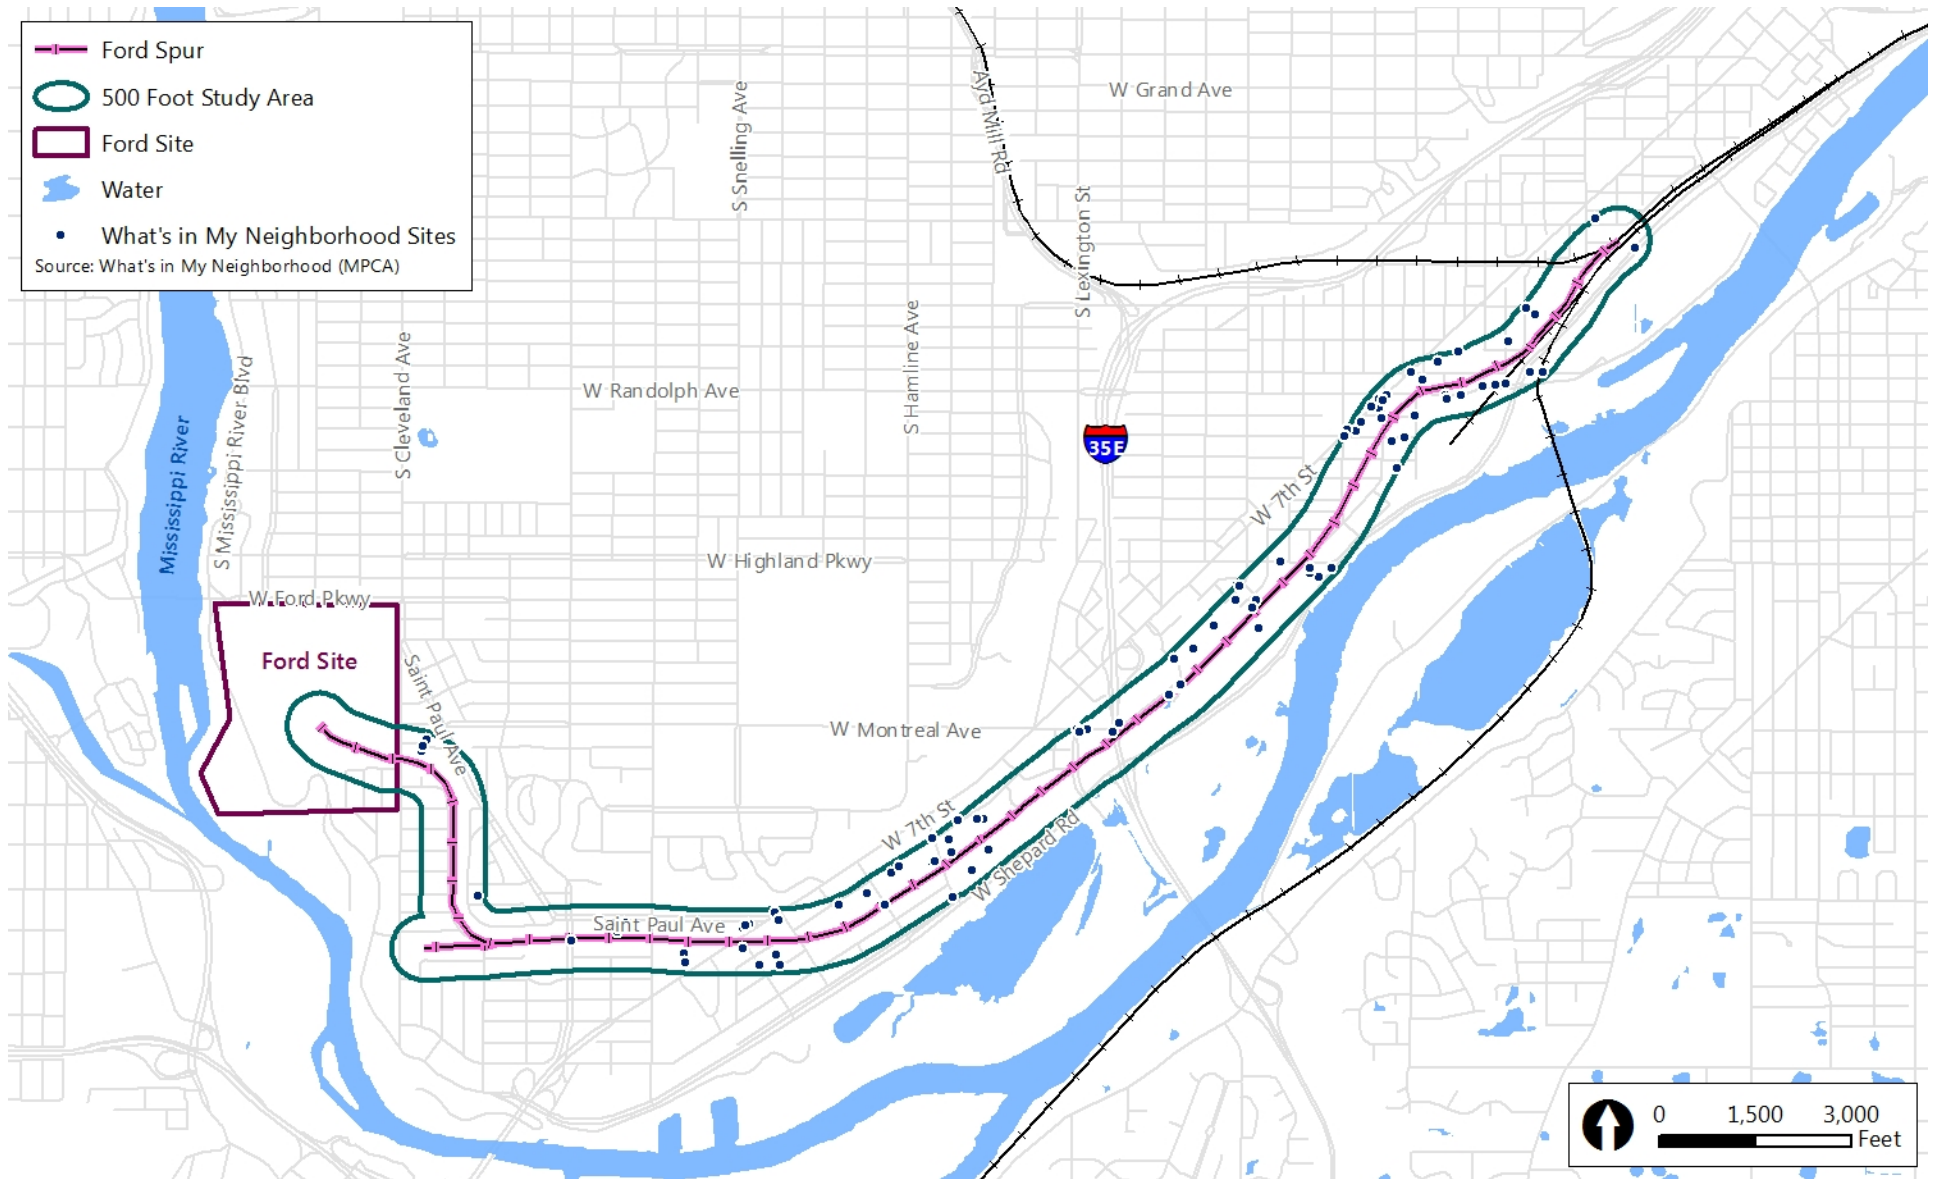 Ford Spur
500 Foot Study Area
Ford Site
Water
What's in My Neighborhood Sites
Source: What's in My Neighborhood (MPCA)
W Grand Ave
Ayd Mill Rd
S Snelling Ave
S Lexington St
S Hamline Ave
S Cleveland Ave
S Mississippi River Blvd
Mississippi River
W Randolph Ave
35E
W 7th St
W Highland Pkwy
W Ford Pkwy
Ford Site
Saint Paul Ave
W Montreal Ave
W 7th St
W Shepard Rd
Saint Paul Ave
0 1,500 3,000
Feet